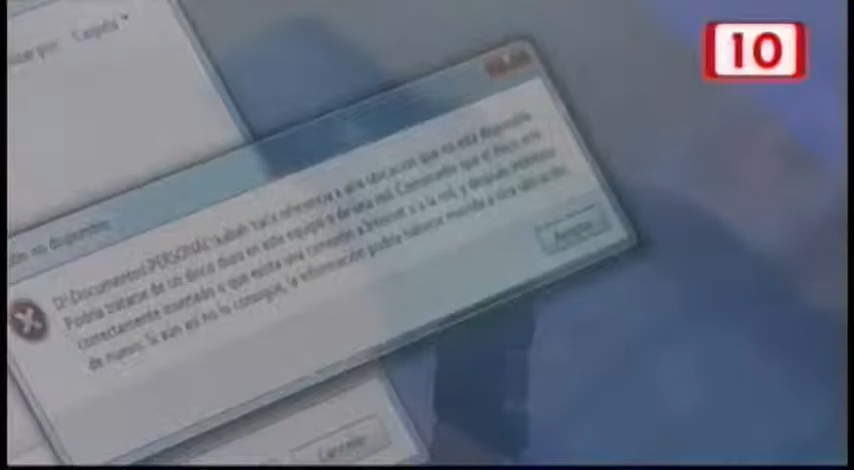 10
Carpeta
ón no disponible
D:\Documentos\PERSONAL\ hace referencia a una ubicación que no está disponible.
Podría tratarse de un disco duro en este equipo o de una red. Compruebe que el disco esté
correctamente insertado o que exista una conexión a Internet o a la red, y después inténtelo
de nuevo. Si aún así no lo consigue, la información podría haberse movido a otra ubicación.
Aceptar
Cancelar